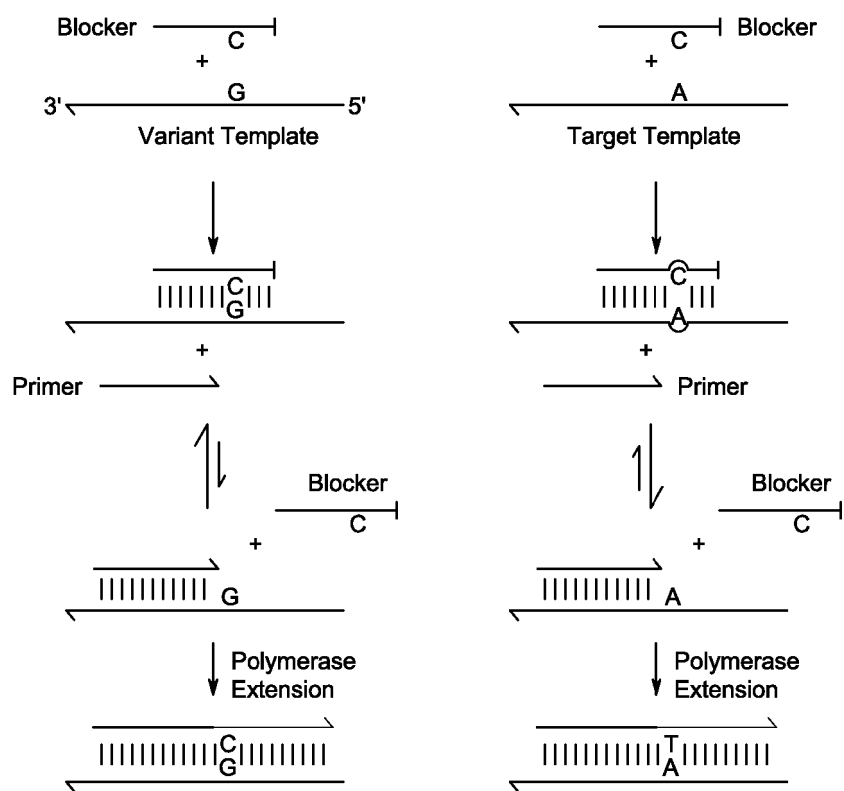 Blocker
C
+
G
3'
5'
Variant Template
C
G
+
Primer
Blocker
C
+
G
Polymerase
Extension
C
G
C
Blocker
+
A
Target Template
C
A
+
Primer
Blocker
C
+
A
Polymerase
Extension
T
A